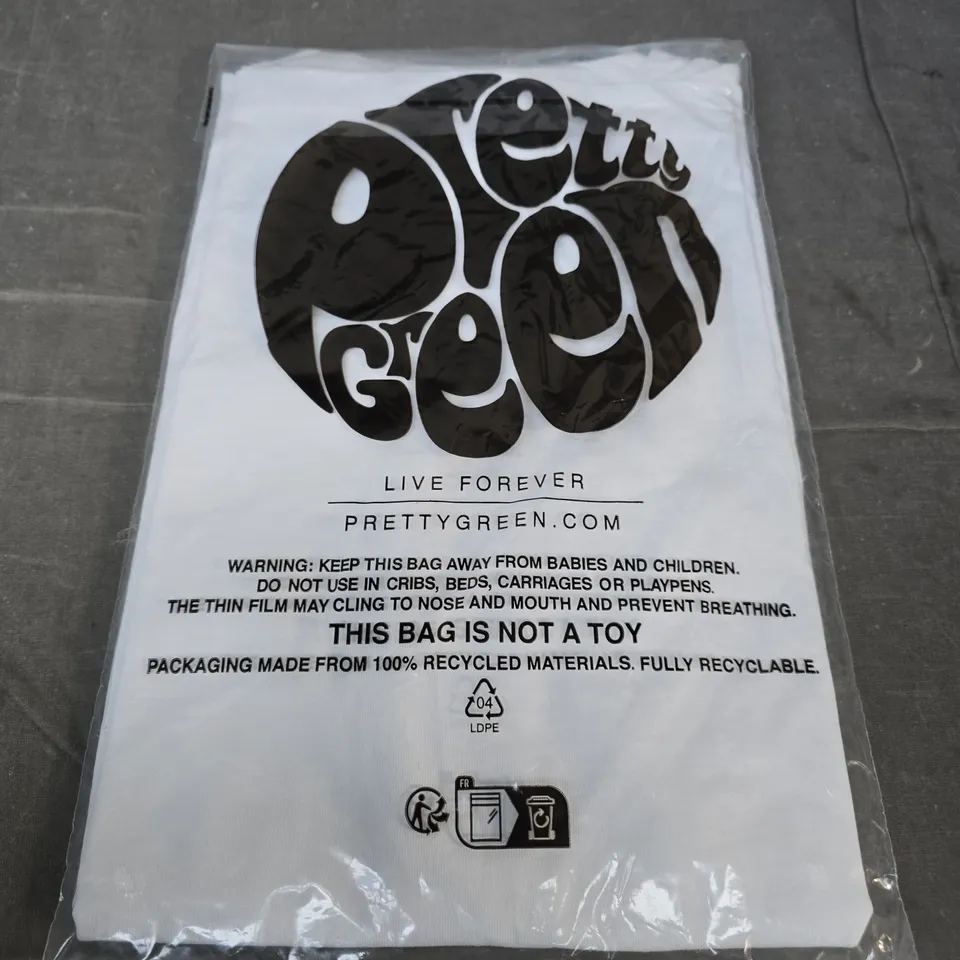 Pretty
Green
LIVE FOREVER
PRETTYGREEN.COM
WARNING: KEEP THIS BAG AWAY FROM BABIES AND CHILDREN.
DO NOT USE IN CRIBS, BEDS, CARRIAGES OR PLAYPENS.
THE THIN FILM MAY CLING TO NOSE AND MOUTH AND PREVENT BREATHING.
THIS BAG IS NOT A TOY
PACKAGING MADE FROM 100% RECYCLED MATERIALS. FULLY RECYCLABLE.
04
LDPE
FR